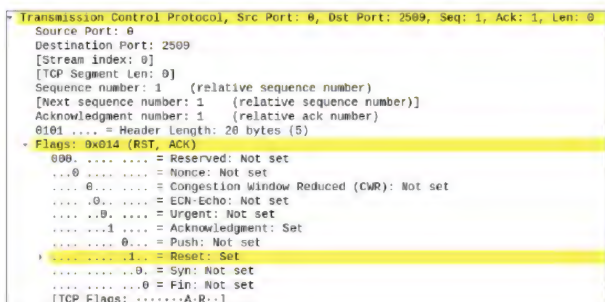 Transmission Control Protocol, Src Port: 0, Dst Port: 2509, Seq: 1, Ack: 1, Len: 0
Source Port: 0
Destination Port: 2509
[Stream index: 0]
[TCP Segment Len: 0]
Sequence number: 1 (relative sequence number)
[Next sequence number: 1 (relative sequence number)]
Acknowledgment number: 1 (relative ack number)
0101 .... = Header Length: 20 bytes (5)
Flags: 0x014 (RST, ACK)
000. .... .... = Reserved: Not set
...0 .... .... = Nonce: Not set
.... 0... .... = Congestion Window Reduced (CWR): Not set
.... .0.. .... = ECN-Echo: Not set
.... ..0. .... = Urgent: Not set
.... ...1 .... = Acknowledgment: Set
.... .... 0... = Push: Not set
.... .... .1.. = Reset: Set
.... .... ..0. = Syn: Not set
.... .... ...0 = Fin: Not set
[TCP Flags: ·······A·R··]